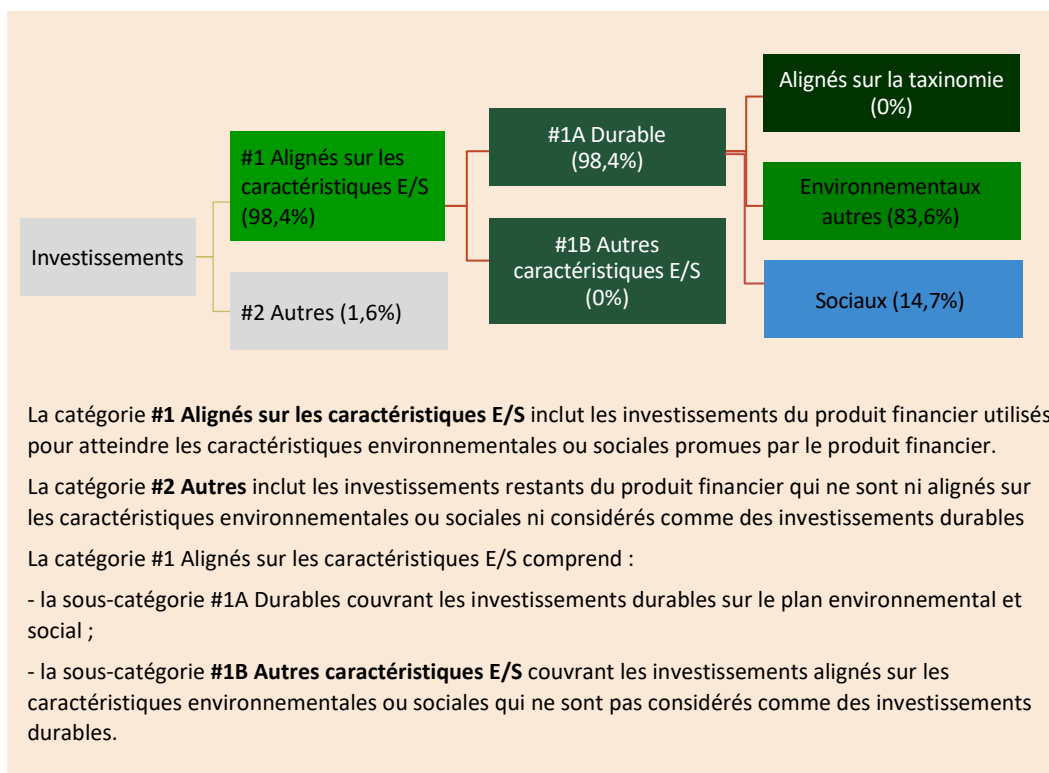 Investissements
#1 Alignés sur les
caractéristiques E/S
(98,4%)
#2 Autres (1,6%)
#1A Durable
(98,4%)
#1B Autres
caractéristiques E/S
(0%)
Alignés sur la taxinomie
(0%)
Environnementaux
autres (83,6%)
Sociaux (14,7%)
La catégorie #1 Alignés sur les caractéristiques E/S inclut les investissements du produit financier utilisés
pour atteindre les caractéristiques environnementales ou sociales promues par le produit financier.
La catégorie #2 Autres inclut les investissements restants du produit financier qui ne sont ni alignés sur
les caractéristiques environnementales ou sociales ni considérés comme des investissements durables
La catégorie #1 Alignés sur les caractéristiques E/S comprend :
- la sous-catégorie #1A Durables couvrant les investissements durables sur le plan environnemental et
social ;
- la sous-catégorie #1B Autres caractéristiques E/S couvrant les investissements alignés sur les
caractéristiques environnementales ou sociales qui ne sont pas considérés comme des investissements
durables.